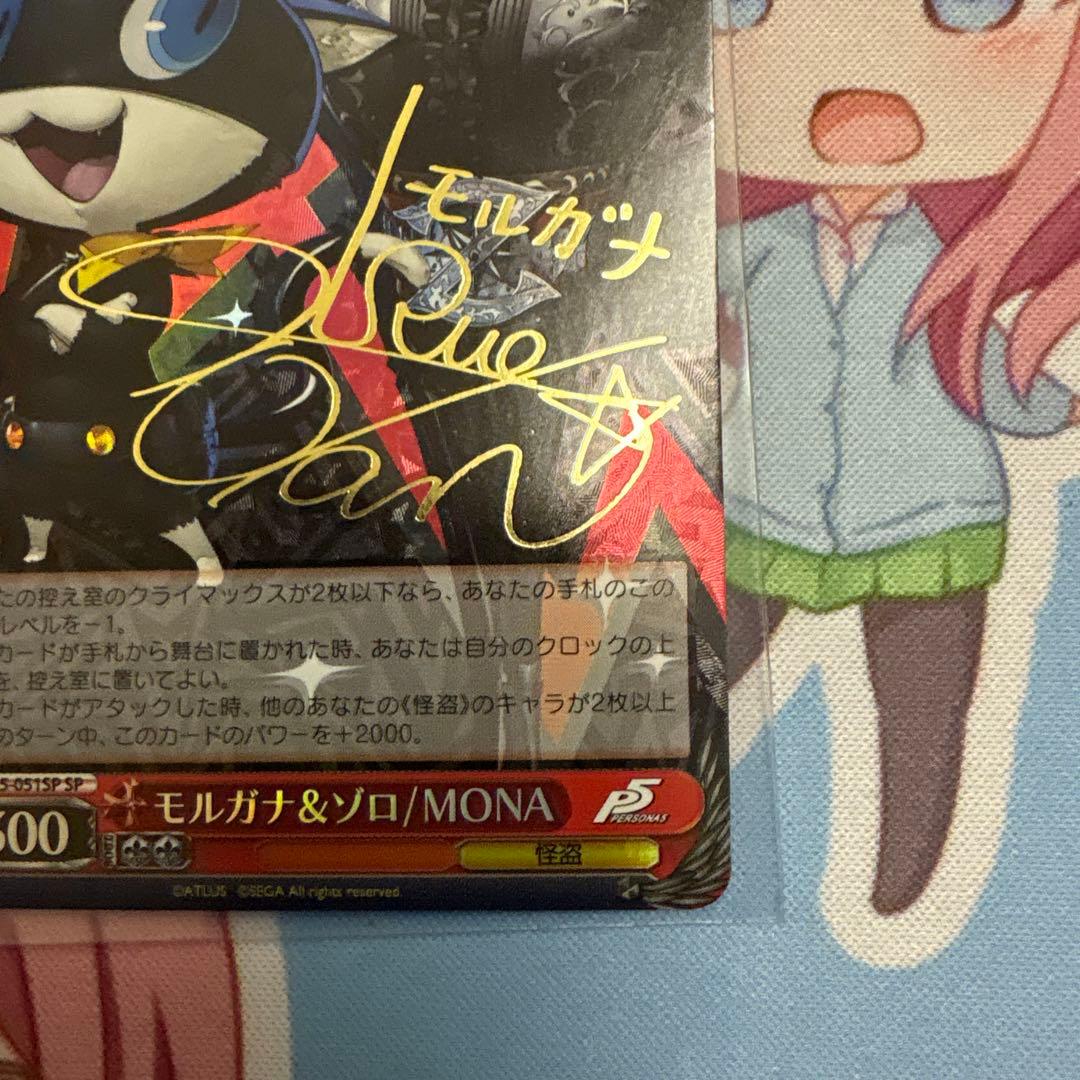 モルガナ
たの控え室のクライマックスが2枚以下なら、あなたの手札のこの
レベルを－1。
カードが手札から舞台に置かれた時、あなたは自分のクロックの上
を、控え室に置いてよい。
カードがアタックした時、他のあなたの《怪盗》のキャラが2枚以上
のターン中、このカードのパワーを＋2000。
5-051SP SP
モルガナ&ゾロ/MONA
P5
PERSONA5
500
怪盗
©ATLUS ©SEGA All rights reserved.